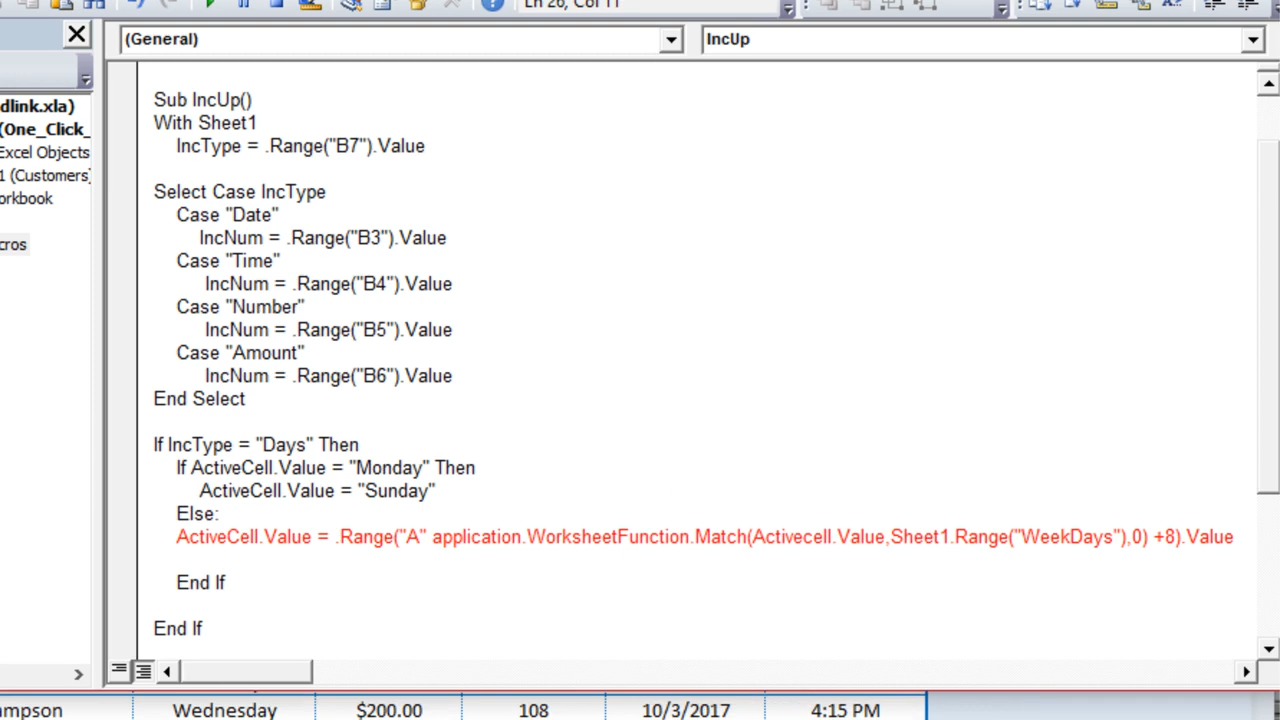 Ln 26, Col 11
(General)
IncUp
dlink.xla)
(One_Click_
Excel Objects
1 (Customers)
orkbook
cros
Sub IncUp()
With Sheet1
IncType = .Range("B7").Value
Select Case IncType
Case "Date"
IncNum = .Range("B3").Value
Case "Time"
IncNum = .Range("B4").Value
Case "Number"
IncNum = .Range("B5").Value
Case "Amount"
IncNum = .Range("B6").Value
End Select
If IncType = "Days" Then
If ActiveCell.Value = "Monday" Then
ActiveCell.Value = "Sunday"
Else:
ActiveCell.Value = .Range("A" application.WorksheetFunction.Match(Activecell.Value,Sheet1.Range("WeekDays"),0) +8).Value
End If
End If
ampson Wednesday $200.00 108 10/3/2017 4:15 PM